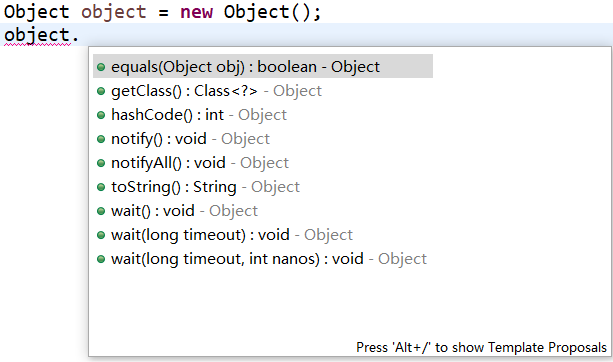 Object object = new Object();
object.
equals(Object obj) : boolean - Object
getClass() : Class<?> - Object
hashCode() : int - Object
notify() : void - Object
notifyAll() : void - Object
toString() : String - Object
wait() : void - Object
wait(long timeout) : void - Object
wait(long timeout, int nanos) : void - Object
Press 'Alt+/' to show Template Proposals